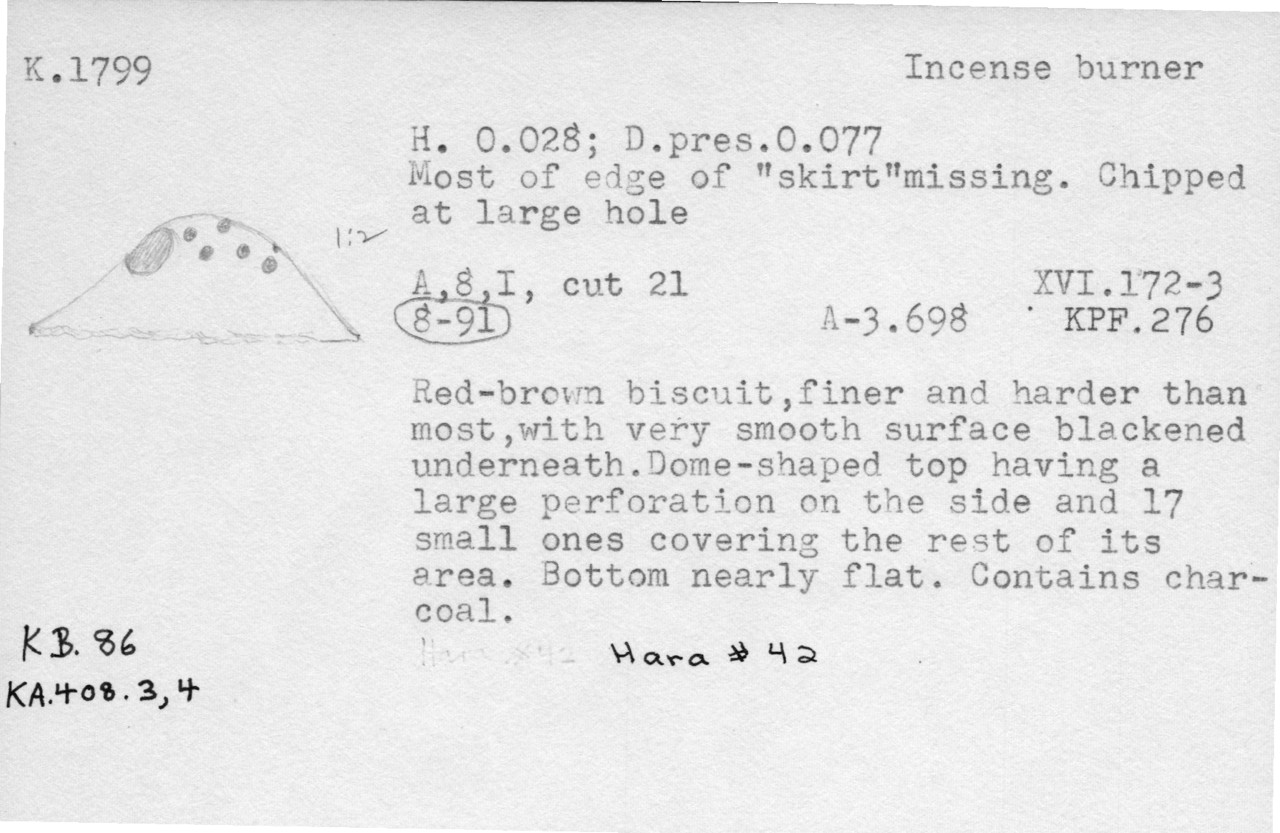 K.1799 Incense burner
H. 0.028; D.pres.0.077
Most of edge of "skirt"missing. Chipped
at large hole
1:2
A,8,I, cut 21 XVI.172-3
8-91 A-3.698 KPF.276
Red-brown biscuit,finer and harder than
most,with very smooth surface blackened
underneath.Dome-shaped top having a
large perforation on the side and 17
small ones covering the rest of its
area. Bottom nearly flat. Contains char-
coal.
KB. 86
Hara #42 Hara # 42
KA.408.3,4